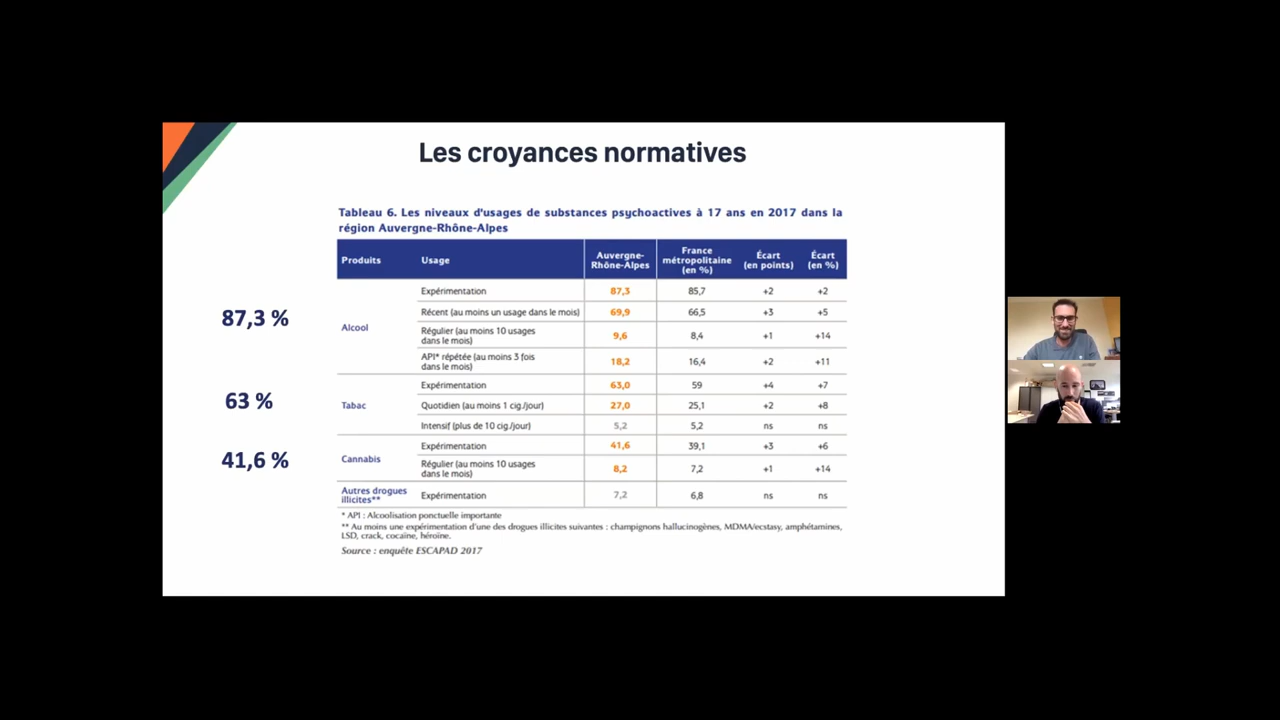 Les croyances normatives
Tableau 6. Les niveaux d'usages de substances psychoactives à 17 ans en 2017 dans la
région Auvergne-Rhône-Alpes
Produits Usage Auvergne-Rhône-Alpes France métropolitaine (en %) Écart (en points) Écart (en %)
87,3 %
Alcool
Expérimentation 87,3 85,7 +2 +2
Récent (au moins un usage dans le mois) 69,9 66,5 +3 +5
Régulier (au moins 10 usages
dans le mois) 9,6 8,4 +1 +14
API* répétée (au moins 3 fois
dans le mois) 18,2 16,4 +2 +11
63 %
Tabac
Expérimentation 63,0 59 +4 +7
Quotidien (au moins 1 cig./jour) 27,0 25,1 +2 +8
Intensif (plus de 10 cig./jour) 5,2 5,2 ns ns
41,6 %
Cannabis
Expérimentation 41,6 39,1 +3 +6
Régulier (au moins 10 usages
dans le mois) 8,2 7,2 +1 +14
Autres drogues
illicites**
Expérimentation 7,2 6,8 ns ns
* API : Alcoolisation ponctuelle importante
** Au moins une expérimentation d'une des drogues illicites suivantes : champignons hallucinogènes, MDMA/ecstasy, amphétamines,
LSD, crack, cocaïne, héroïne.
Source : enquête ESCAPAD 2017